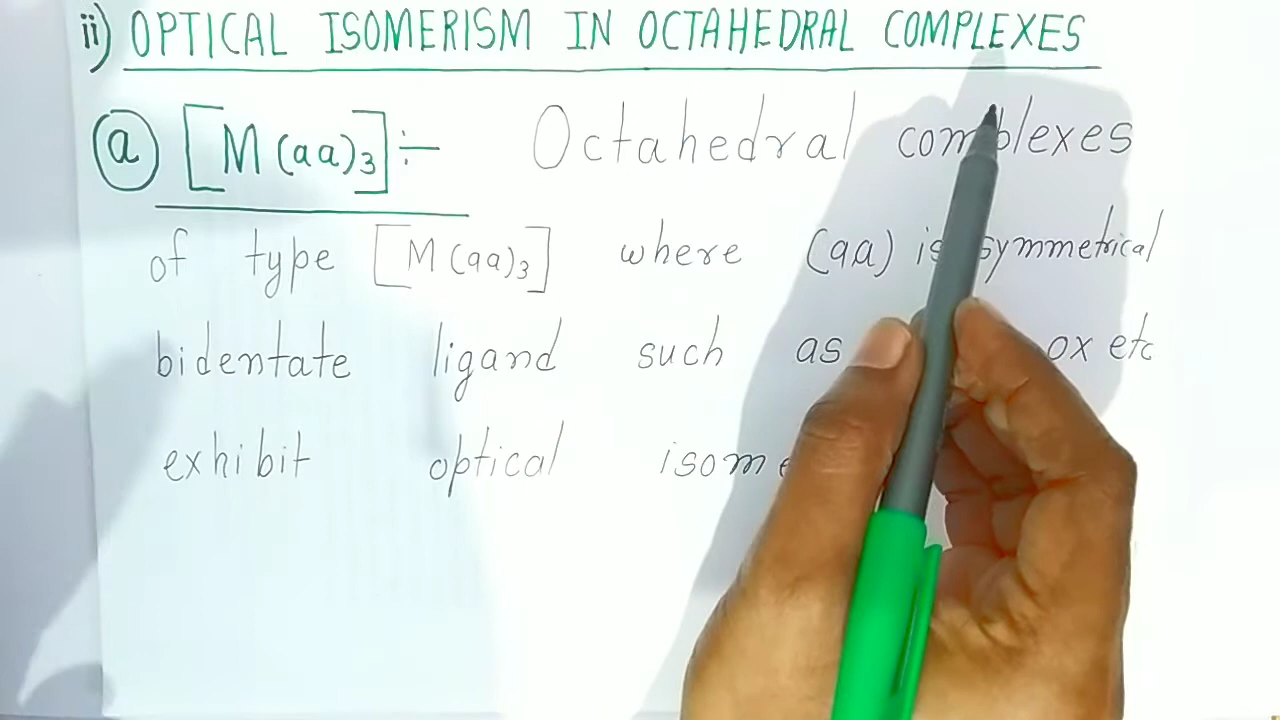 ii) OPTICAL ISOMERISM IN OCTAHEDRAL COMPLEXES
(a) [M(aa)₃]÷ Octahedral complexes
of type [M(aa)₃] where (aa) is symmetrical
bidentate ligand such as ox etc
exhibit optical